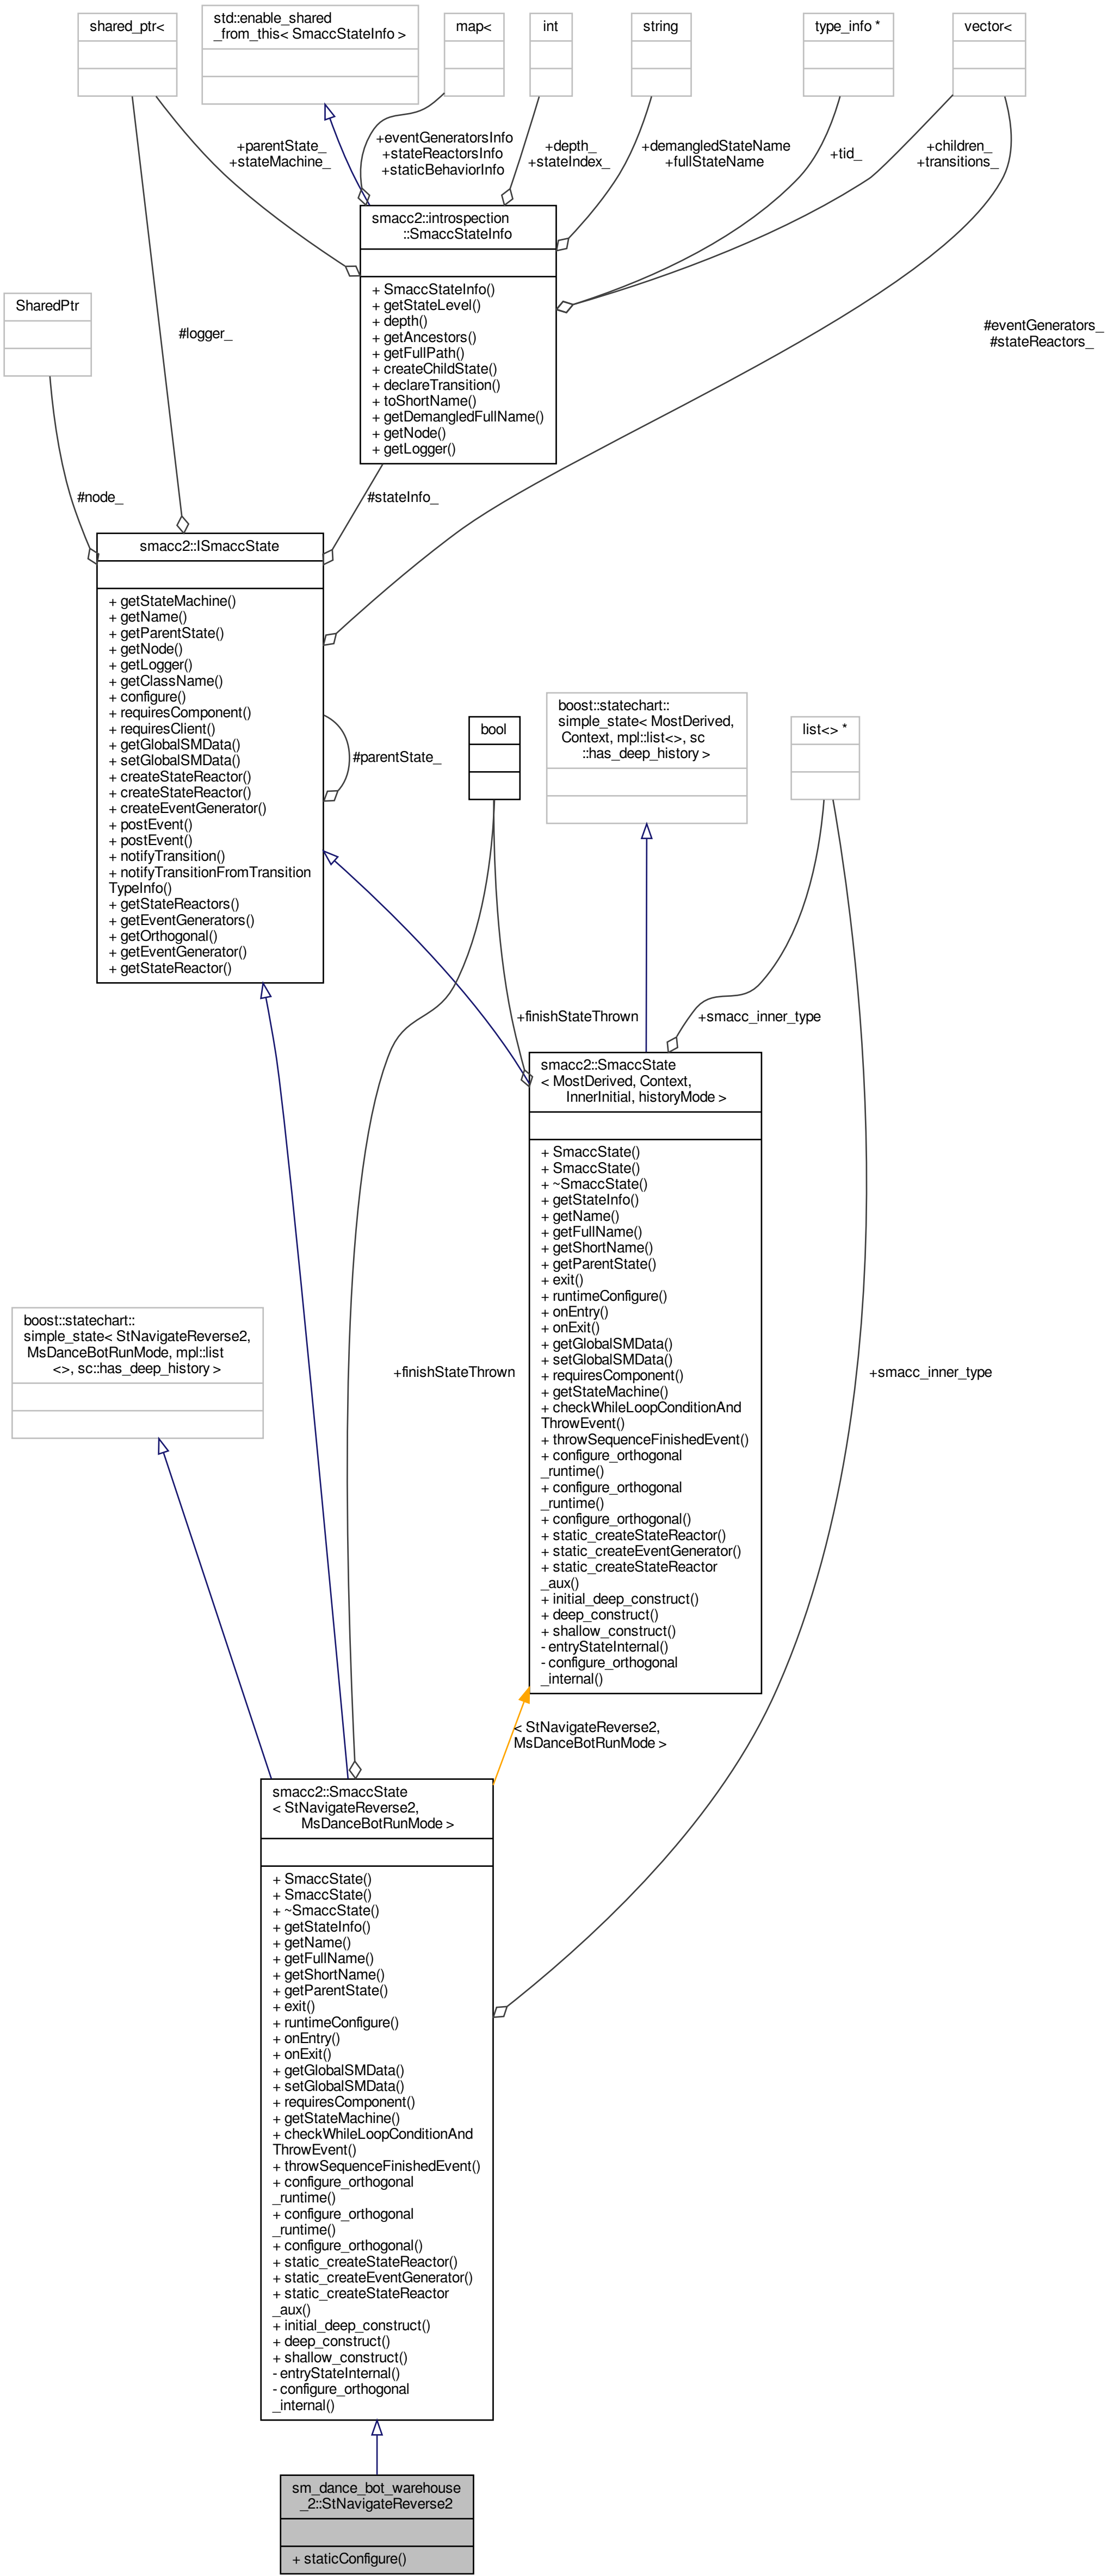 shared_ptr<
std::enable_shared
_from_this< SmaccStateInfo >
map<
int
string
type_info *
vector<
+parentState_
+stateMachine_
+eventGeneratorsInfo
+stateReactorsInfo
+staticBehaviorInfo
+depth_
+stateIndex_
+demangledStateName
+fullStateName
+tid_
+children_
+transitions_
smacc2::introspection
::SmaccStateInfo
+ SmaccStateInfo()
+ getStateLevel()
+ depth()
+ getAncestors()
+ getFullPath()
+ createChildState()
+ declareTransition()
+ toShortName()
+ getDemangledFullName()
+ getNode()
+ getLogger()
SharedPtr
#logger_
#eventGenerators_
#stateReactors_
#node_
#stateInfo_
smacc2::ISmaccState
+ getStateMachine()
+ getName()
+ getParentState()
+ getNode()
+ getLogger()
+ getClassName()
+ configure()
+ requiresComponent()
+ requiresClient()
+ getGlobalSMData()
+ setGlobalSMData()
+ createStateReactor()
+ createStateReactor()
+ createEventGenerator()
+ postEvent()
+ postEvent()
+ notifyTransition()
+ notifyTransitionFromTransition
TypeInfo()
+ getStateReactors()
+ getEventGenerators()
+ getOrthogonal()
+ getEventGenerator()
+ getStateReactor()
#parentState_
bool
boost::statechart::
simple_state< MostDerived,
Context, mpl::list<>, sc
::has_deep_history >
list<> *
+finishStateThrown
+smacc_inner_type
smacc2::SmaccState
< MostDerived, Context,
InnerInitial, historyMode >
+ SmaccState()
+ SmaccState()
+ ~SmaccState()
+ getStateInfo()
+ getName()
+ getFullName()
+ getShortName()
+ getParentState()
+ exit()
+ runtimeConfigure()
+ onEntry()
+ onExit()
+ getGlobalSMData()
+ setGlobalSMData()
+ requiresComponent()
+ getStateMachine()
+ checkWhileLoopConditionAnd
ThrowEvent()
+ throwSequenceFinishedEvent()
+ configure_orthogonal
_runtime()
+ configure_orthogonal
_runtime()
+ configure_orthogonal()
+ static_createStateReactor()
+ static_createEventGenerator()
+ static_createStateReactor
_aux()
+ initial_deep_construct()
+ deep_construct()
+ shallow_construct()
- entryStateInternal()
- configure_orthogonal
_internal()
boost::statechart::
simple_state< StNavigateReverse2,
MsDanceBotRunMode, mpl::list
<>, sc::has_deep_history >
+finishStateThrown
+smacc_inner_type
< StNavigateReverse2,
MsDanceBotRunMode >
smacc2::SmaccState
< StNavigateReverse2,
MsDanceBotRunMode >
+ SmaccState()
+ SmaccState()
+ ~SmaccState()
+ getStateInfo()
+ getName()
+ getFullName()
+ getShortName()
+ getParentState()
+ exit()
+ runtimeConfigure()
+ onEntry()
+ onExit()
+ getGlobalSMData()
+ setGlobalSMData()
+ requiresComponent()
+ getStateMachine()
+ checkWhileLoopConditionAnd
ThrowEvent()
+ throwSequenceFinishedEvent()
+ configure_orthogonal
_runtime()
+ configure_orthogonal
_runtime()
+ configure_orthogonal()
+ static_createStateReactor()
+ static_createEventGenerator()
+ static_createStateReactor
_aux()
+ initial_deep_construct()
+ deep_construct()
+ shallow_construct()
- entryStateInternal()
- configure_orthogonal
_internal()
sm_dance_bot_warehouse
_2::StNavigateReverse2
+ staticConfigure()